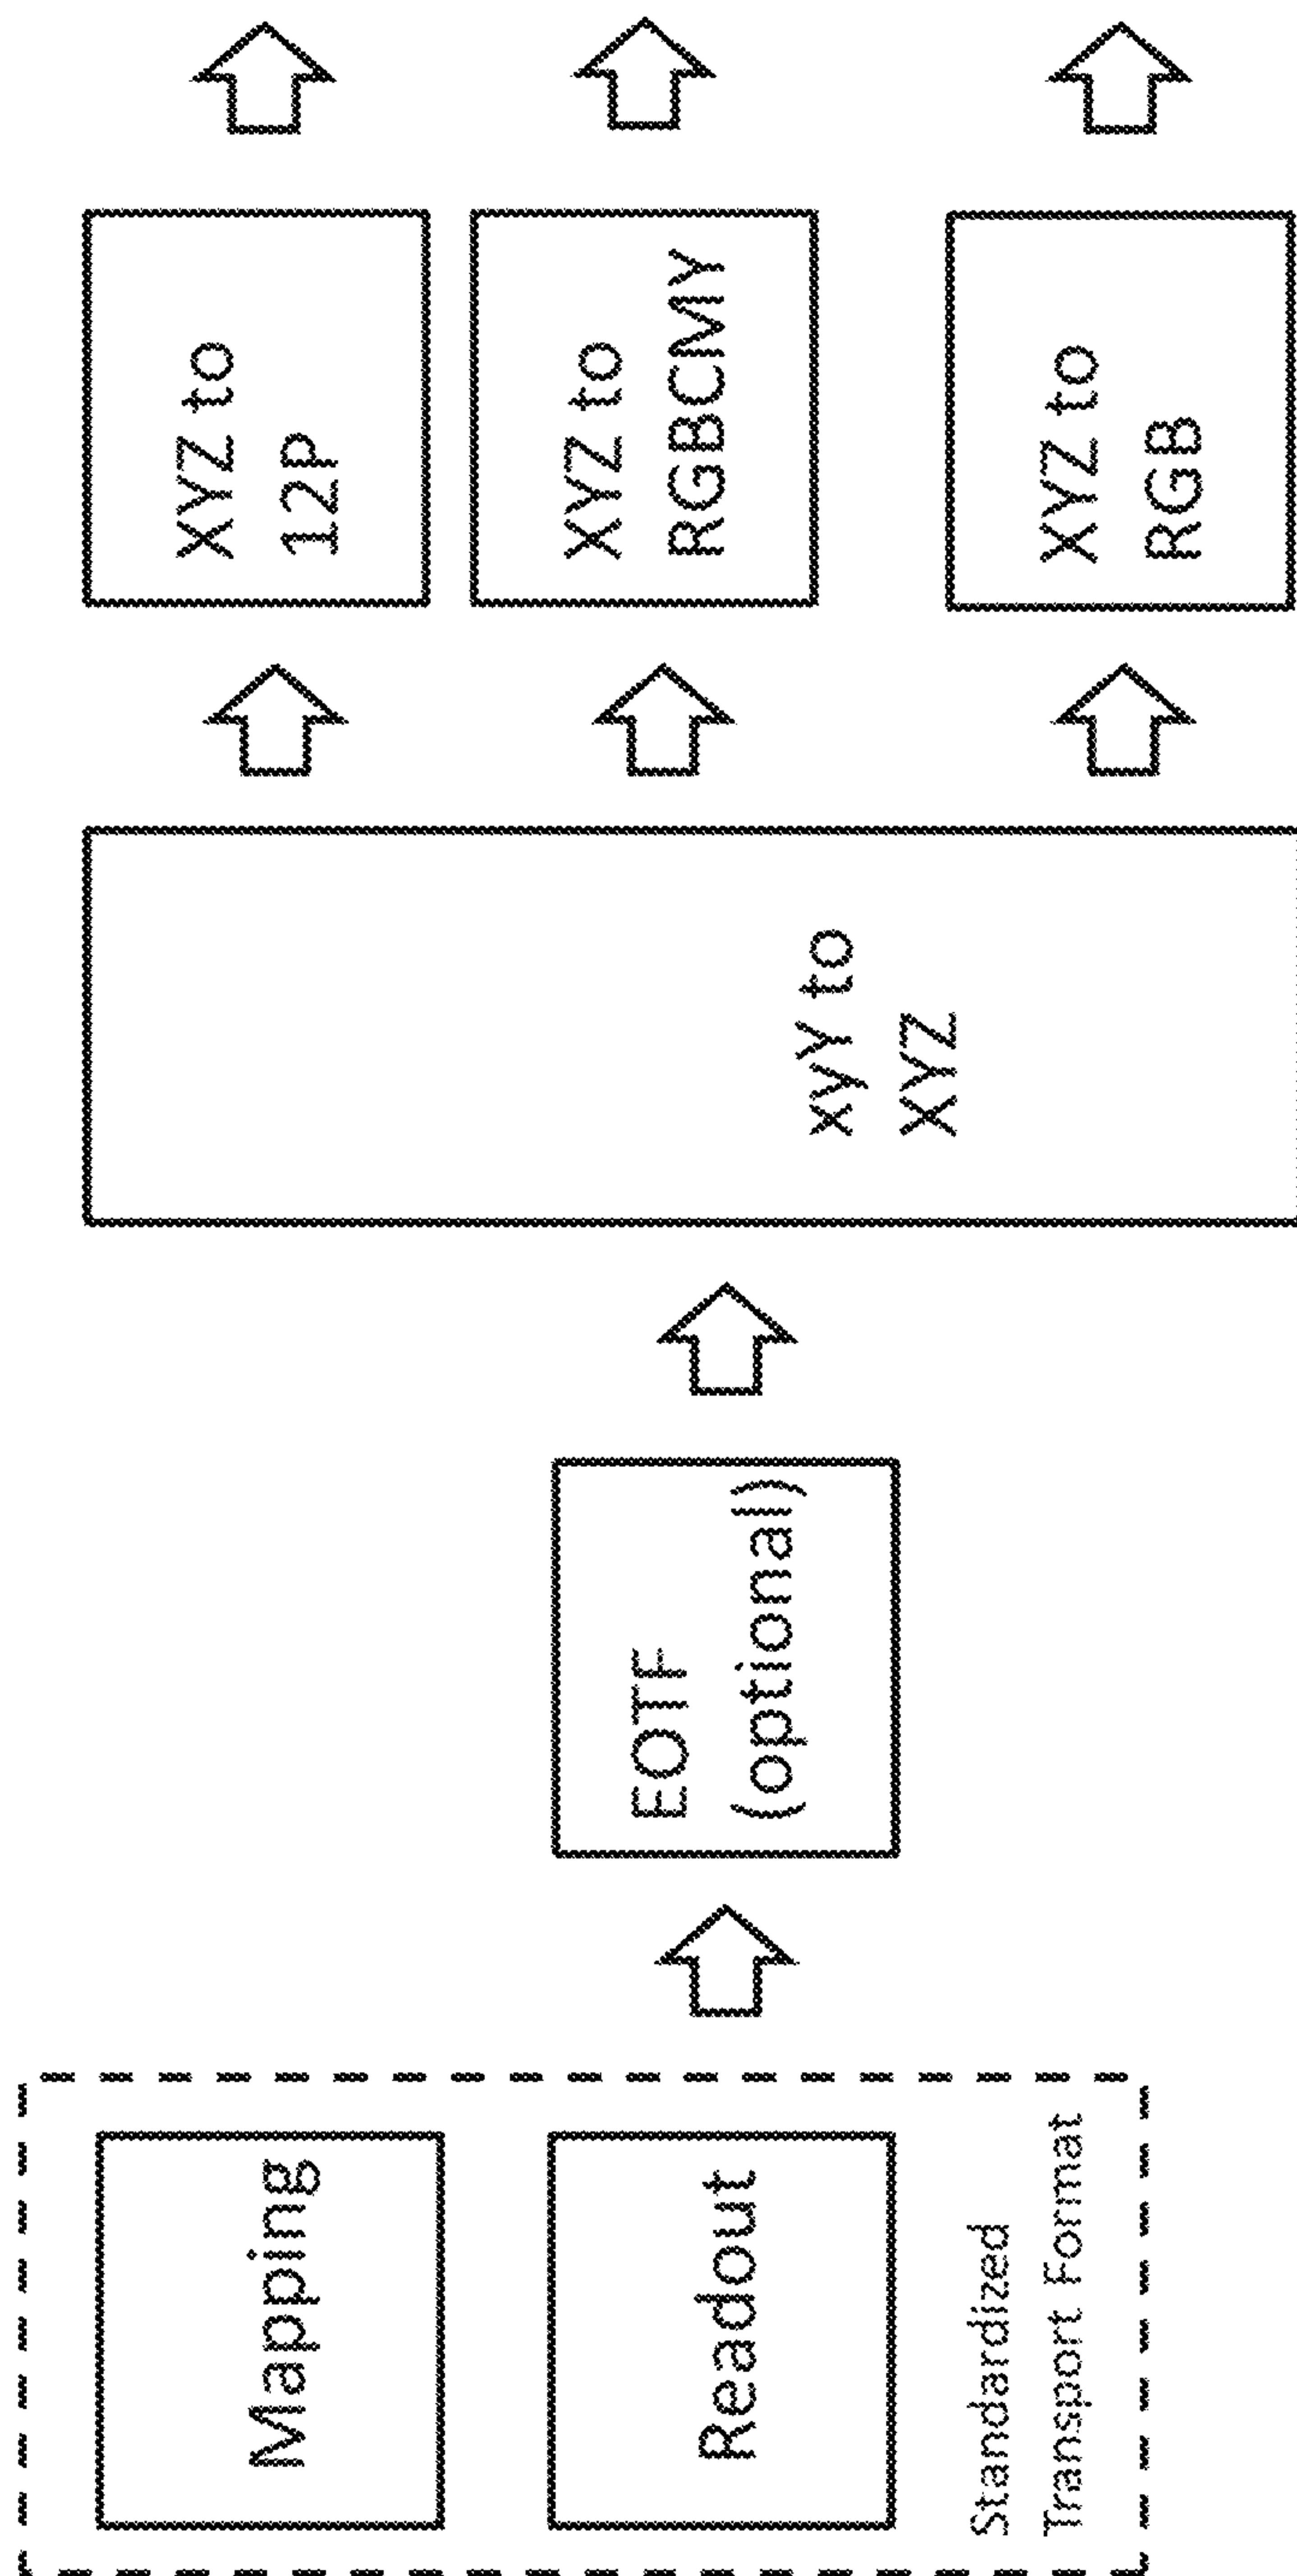 Mapping
Readout
Standardized
Transport Format
EOTF
(optional)
xyY to
XYZ
XYZ to
12P
XYZ to
RGBCMY
XYZ to
RGB